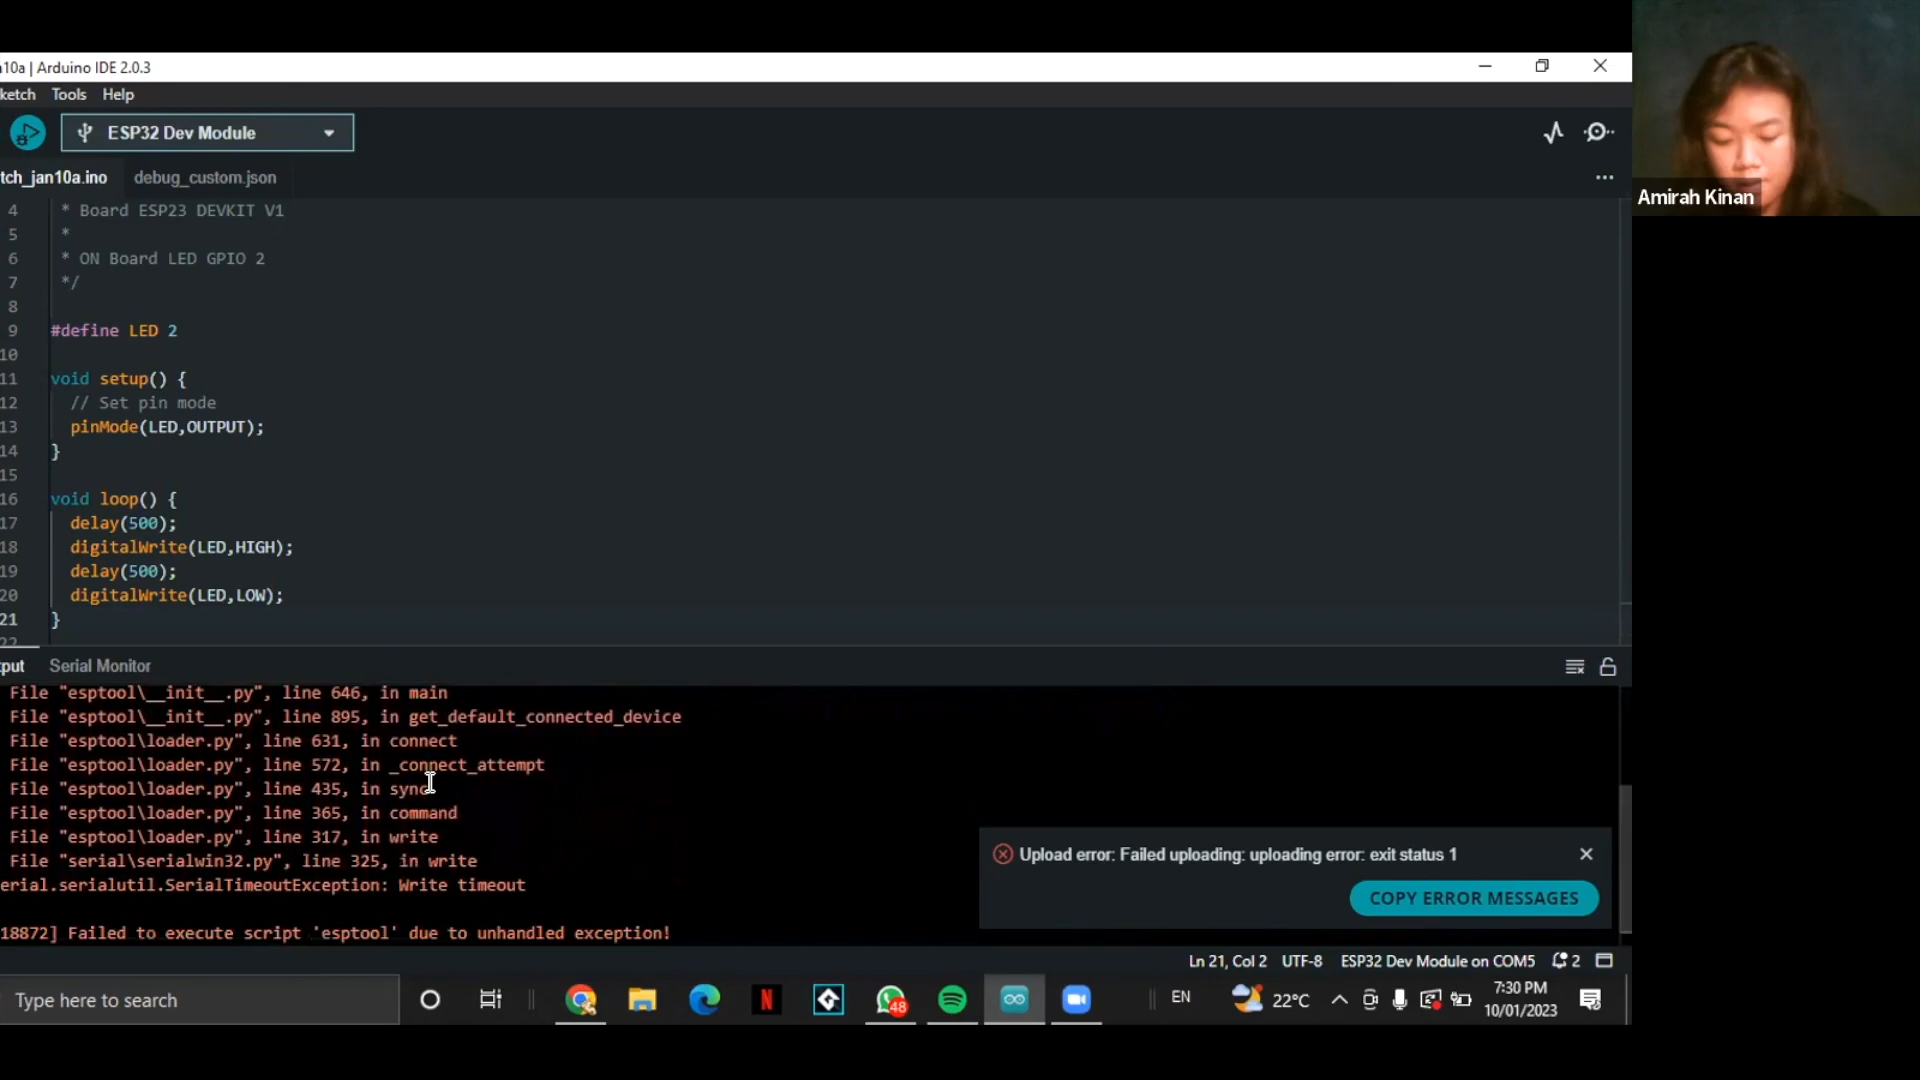 n10a | Arduino IDE 2.0.3
ketch Tools Help
ESP32 Dev Module
tch_jan10a.ino debug_custom.json
Amirah Kinan
4 * Board ESP23 DEVKIT V1
5 *
6 * ON Board LED GPIO 2
7 */
8
9 #define LED 2
10
11 void setup() {
12 // Set pin mode
13 pinMode(LED,OUTPUT);
14 }
15
16 void loop() {
17 delay(500);
18 digitalWrite(LED,HIGH);
19 delay(500);
20 digitalWrite(LED,LOW);
21 }
22
put Serial Monitor
File "esptool\__init__.py", line 646, in main
File "esptool\__init__.py", line 895, in get_default_connected_device
File "esptool\loader.py", line 631, in connect
File "esptool\loader.py", line 572, in _connect_attempt
File "esptool\loader.py", line 435, in sync
File "esptool\loader.py", line 365, in command
File "esptool\loader.py", line 317, in write
File "serial\serialwin32.py", line 325, in write
erial.serialutil.SerialTimeoutException: Write timeout
18872] Failed to execute script 'esptool' due to unhandled exception!
Upload error: Failed uploading: uploading error: exit status 1
COPY ERROR MESSAGES
Ln 21, Col 2 UTF-8 ESP32 Dev Module on COM5 2
Type here to search
N
48
EN
22°C
7:30 PM
10/01/2023